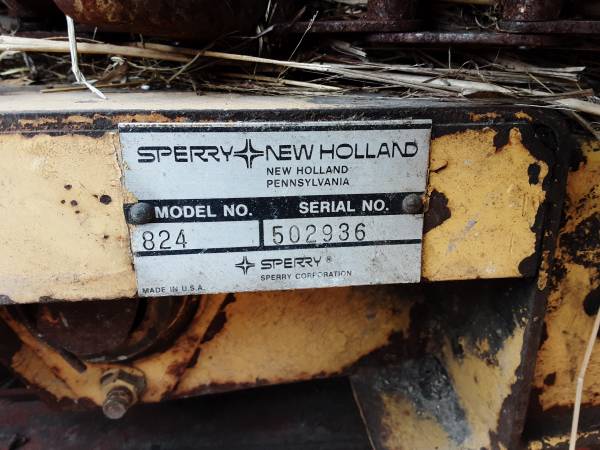 SPERRY NEW HOLLAND
NEW HOLLAND
PENNSYLVANIA
MODEL NO. SERIAL NO.
824 502936
SPERRY®
SPERRY CORPORATION
MADE IN U.S.A.